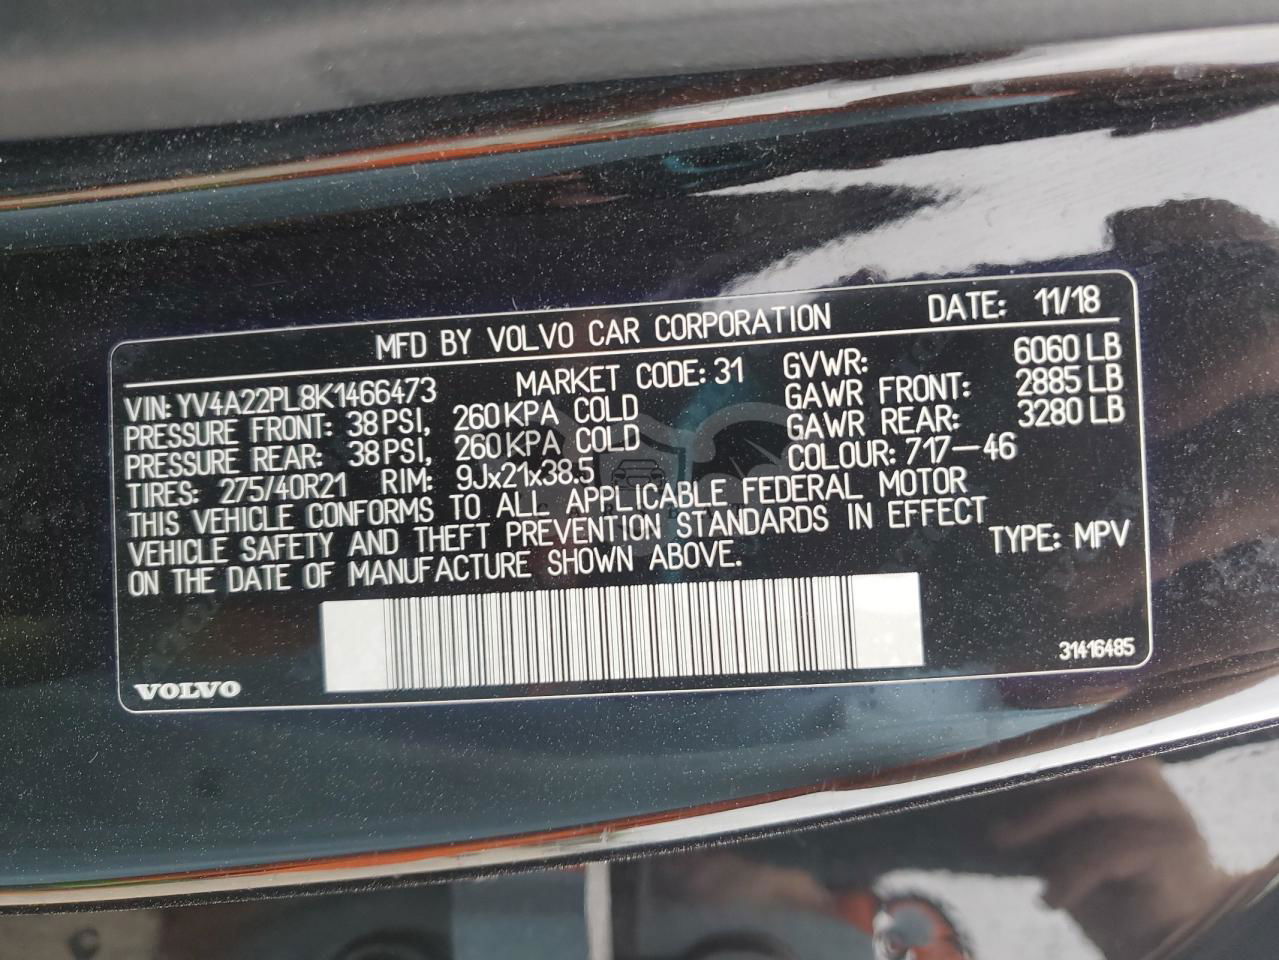 MFD BY VOLVO CAR CORPORATION DATE: 11/18
VIN: YV4A22PL8K1466473 MARKET CODE: 31 GVWR: 6060 LB
PRESSURE FRONT: 38 PSI, 260 KPA COLD GAWR FRONT: 2885 LB
PRESSURE REAR: 38 PSI, 260 KPA COLD GAWR REAR: 3280 LB
TIRES: 275/40R21 RIM: 9Jx21x38.5 COLOUR: 717-46
THIS VEHICLE CONFORMS TO ALL APPLICABLE FEDERAL MOTOR
VEHICLE SAFETY AND THEFT PREVENTION STANDARDS IN EFFECT
ON THE DATE OF MANUFACTURE SHOWN ABOVE. TYPE: MPV
31416485
VOLVO